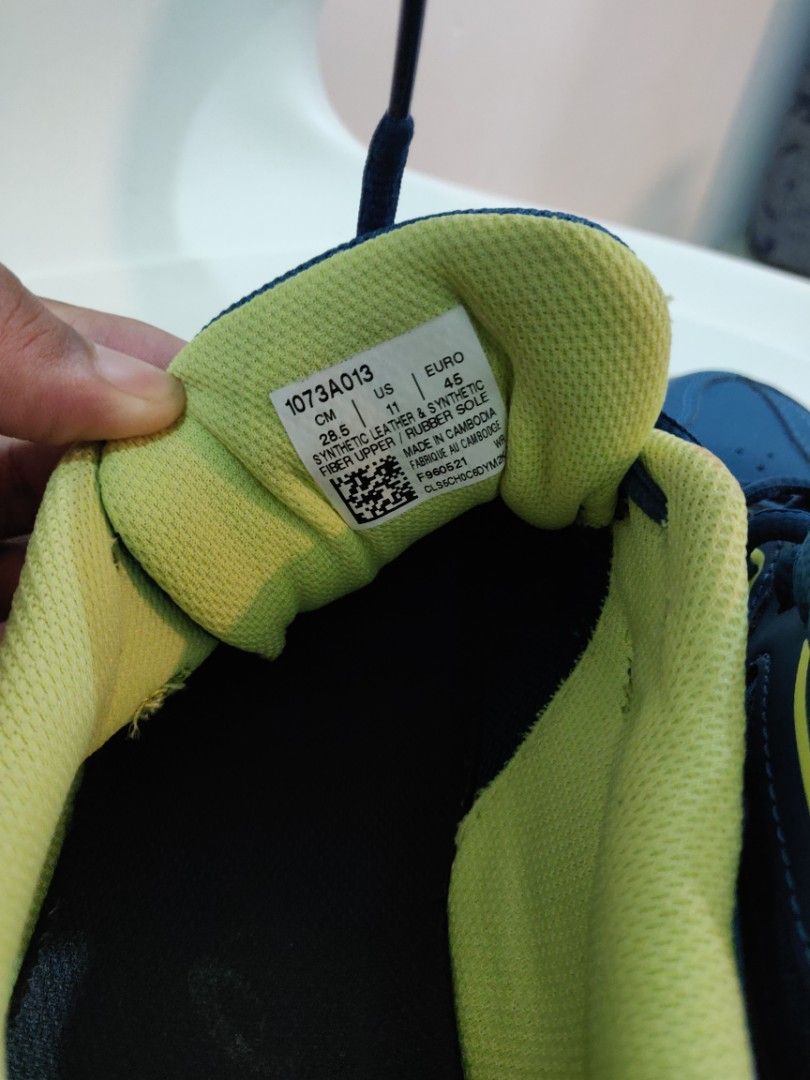 1073A013
CM | US | EURO
28.5 | 11 | 45
SYNTHETIC LEATHER & SYNTHETIC
FIBER UPPER / RUBBER SOLE
MADE IN CAMBODIA
FABRIQUE AU CAMBODGE
F960521